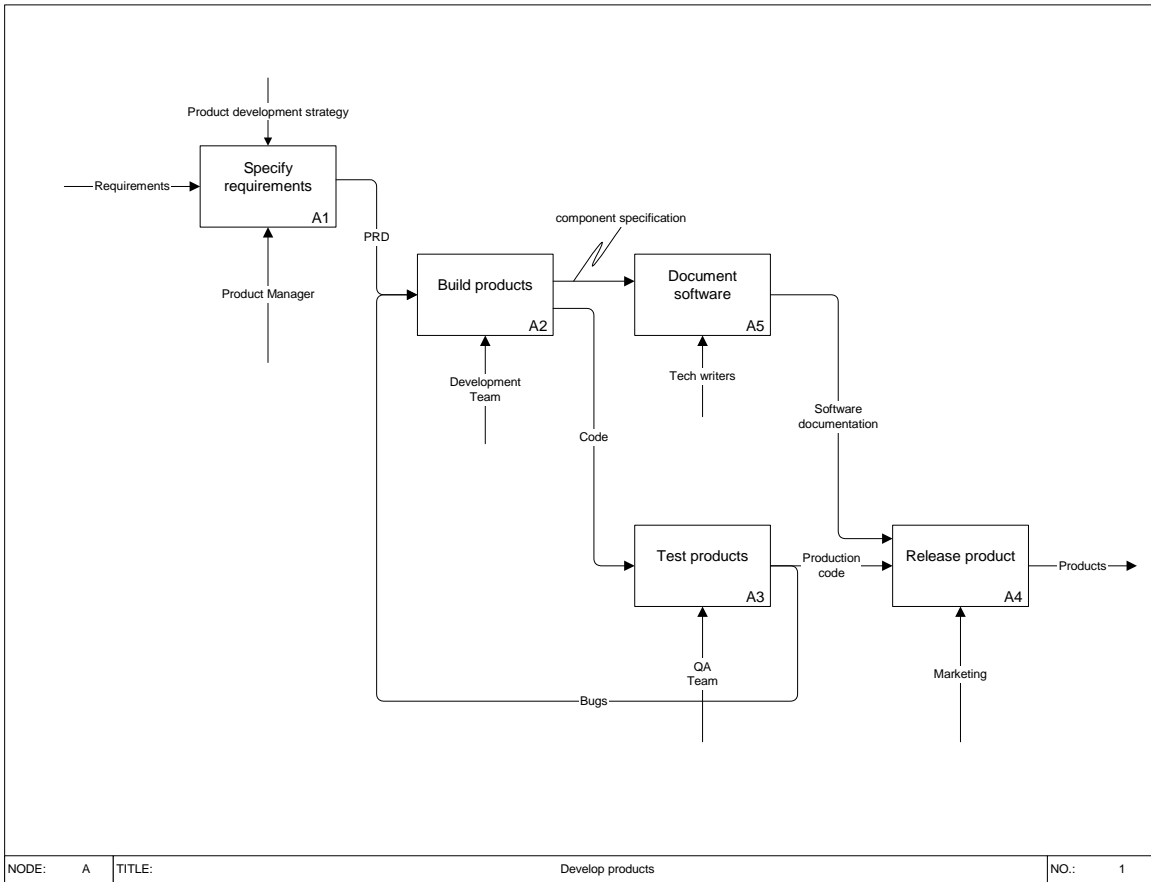 Product development strategy
Specify
requirements
A1
Requirements
PRD
Product Manager
component specification
Build products
A2
Document
software
A5
Development
Team
Tech writers
Software
documentation
Code
Test products
A3
Production
code
Release product
A4
Products
QA
Team
Marketing
Bugs
NODE: A TITLE: Develop products NO.: 1